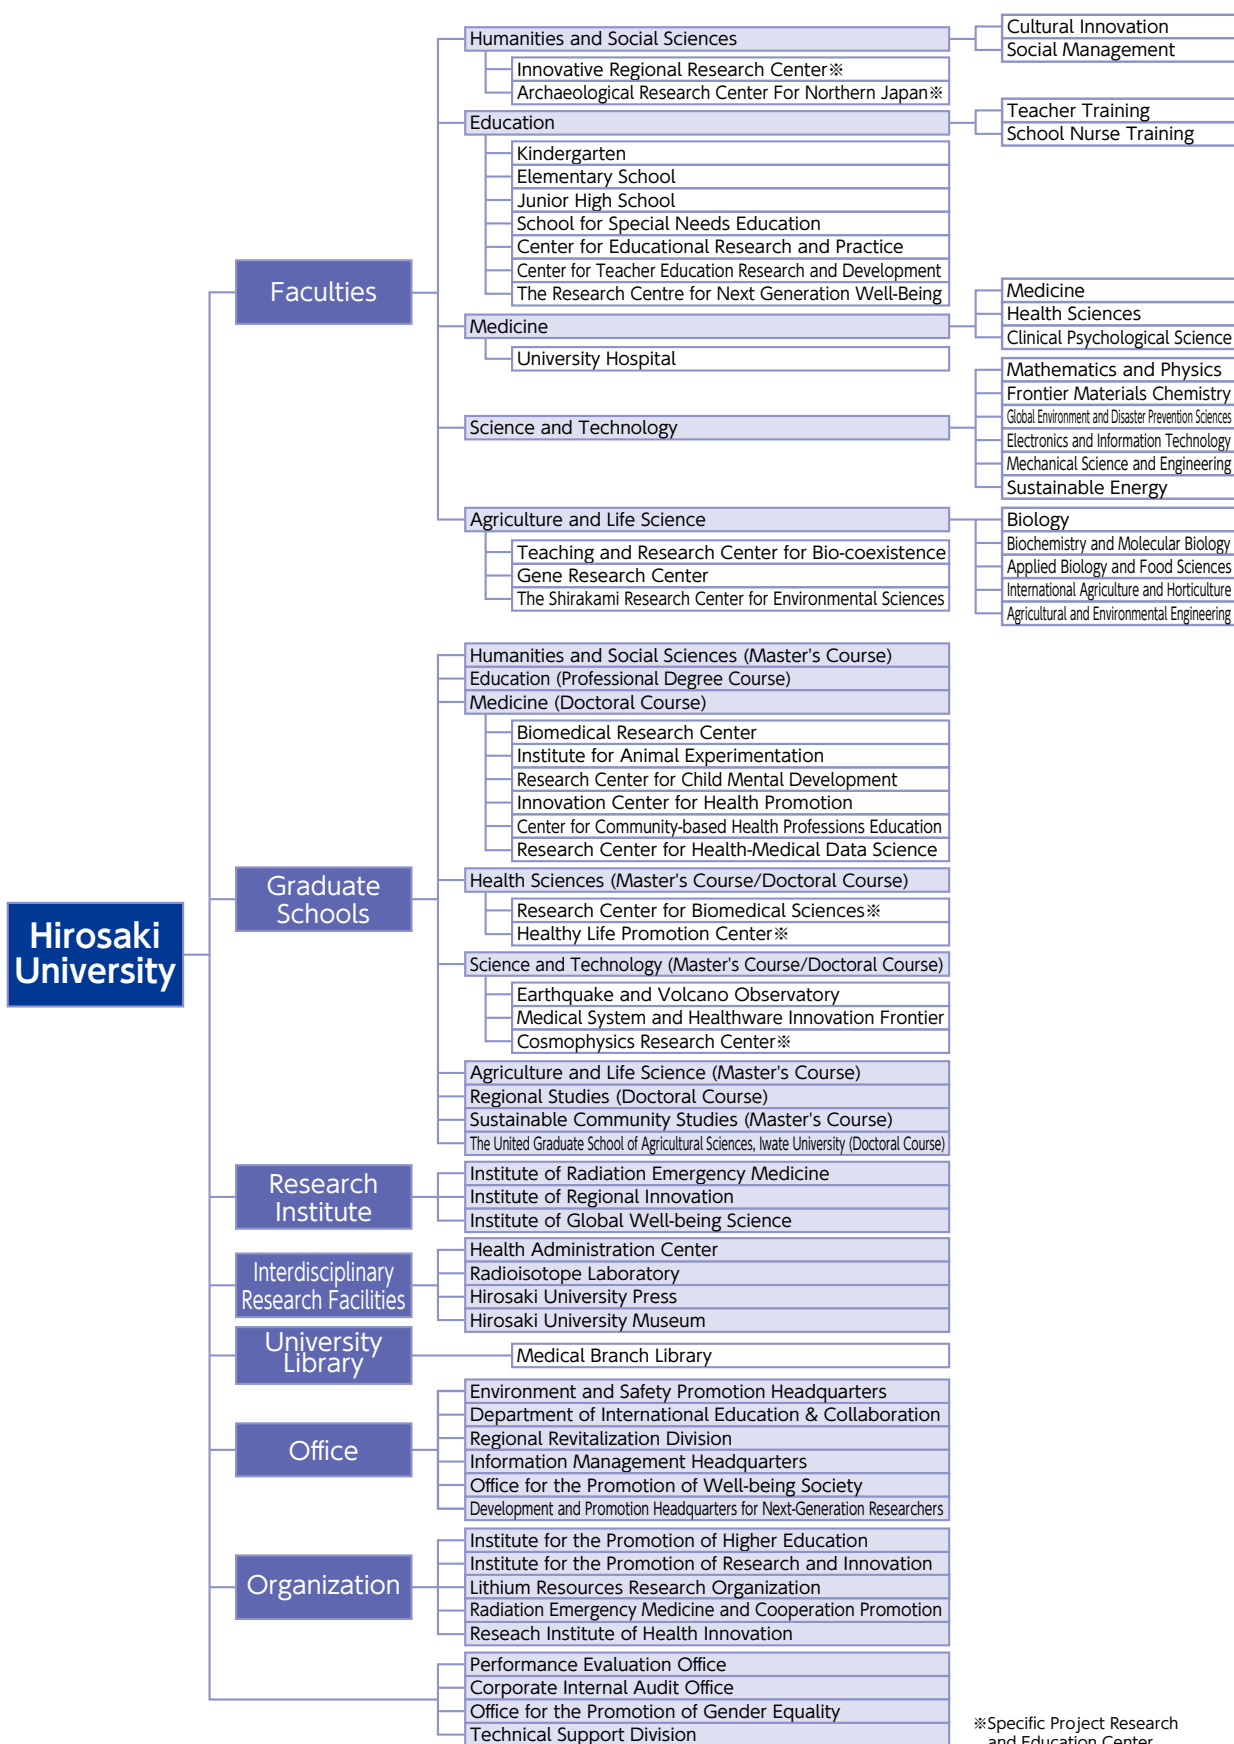 Hirosaki
University
Faculties
Humanities and Social Sciences
Cultural Innovation
Social Management
Innovative Regional Research Center※
Archaeological Research Center For Northern Japan※
Education
Teacher Training
School Nurse Training
Kindergarten
Elementary School
Junior High School
School for Special Needs Education
Center for Educational Research and Practice
Center for Teacher Education Research and Development
The Research Centre for Next Generation Well-Being
Medicine
Medicine
Health Sciences
Clinical Psychological Science
University Hospital
Science and Technology
Mathematics and Physics
Frontier Materials Chemistry
Global Environment and Disaster Prevention Sciences
Electronics and Information Technology
Mechanical Science and Engineering
Sustainable Energy
Agriculture and Life Science
Biology
Biochemistry and Molecular Biology
Applied Biology and Food Sciences
International Agriculture and Horticulture
Agricultural and Environmental Engineering
Teaching and Research Center for Bio-coexistence
Gene Research Center
The Shirakami Research Center for Environmental Sciences
Graduate
Schools
Humanities and Social Sciences (Master's Course)
Education (Professional Degree Course)
Medicine (Doctoral Course)
Biomedical Research Center
Institute for Animal Experimentation
Research Center for Child Mental Development
Innovation Center for Health Promotion
Center for Community-based Health Professions Education
Research Center for Health-Medical Data Science
Health Sciences (Master's Course/Doctoral Course)
Research Center for Biomedical Sciences※
Healthy Life Promotion Center※
Science and Technology (Master's Course/Doctoral Course)
Earthquake and Volcano Observatory
Medical System and Healthware Innovation Frontier
Cosmophysics Research Center※
Agriculture and Life Science (Master's Course)
Regional Studies (Doctoral Course)
Sustainable Community Studies (Master's Course)
The United Graduate School of Agricultural Sciences, Iwate University (Doctoral Course)
Research
Institute
Institute of Radiation Emergency Medicine
Institute of Regional Innovation
Institute of Global Well-being Science
Interdisciplinary
Research Facilities
Health Administration Center
Radioisotope Laboratory
Hirosaki University Press
Hirosaki University Museum
University
Library
Medical Branch Library
Office
Environment and Safety Promotion Headquarters
Department of International Education & Collaboration
Regional Revitalization Division
Information Management Headquarters
Office for the Promotion of Well-being Society
Development and Promotion Headquarters for Next-Generation Researchers
Organization
Institute for the Promotion of Higher Education
Institute for the Promotion of Research and Innovation
Lithium Resources Research Organization
Radiation Emergency Medicine and Cooperation Promotion
Reseach Institute of Health Innovation
Performance Evaluation Office
Corporate Internal Audit Office
Office for the Promotion of Gender Equality
Technical Support Division
※Specific Project Research
and Education Center